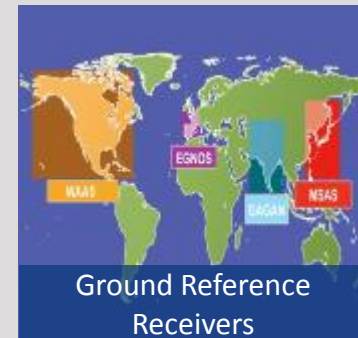 WAAS
EGNOS
GAGAN
MSAS
Ground Reference
Receivers